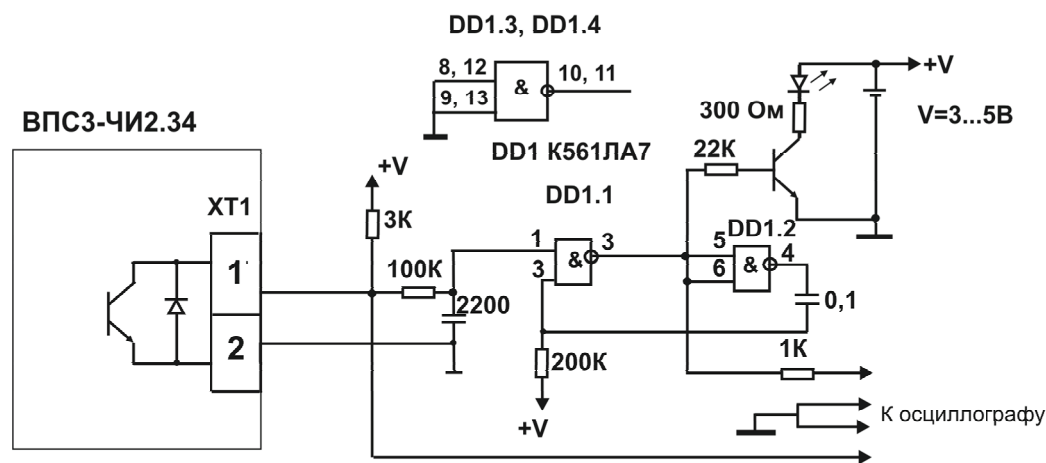 DD1.3, DD1.4
8, 12
9, 13
&
10, 11
+V
300 Ом
V=3...5В
ВПС3-ЧИ2.34
DD1 К561ЛА7
22К
+V
DD1.1
ХТ1
3К
DD1.2
1
3
&
3
5
6
&
4
1
100К
2200
0,1
2
200К
1К
+V
К осциллографу